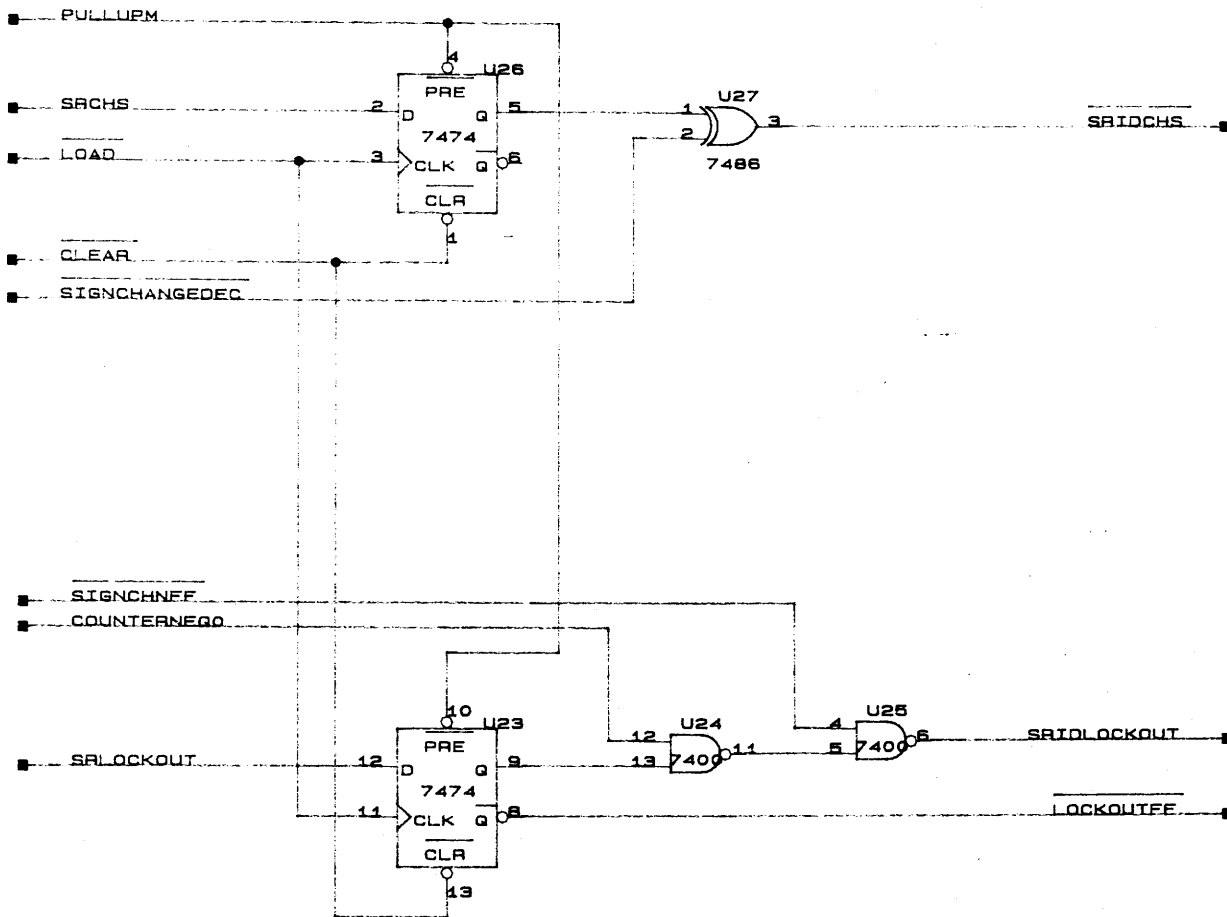 PULLUPM
4
U26
PRE
U27
SRCHS
2
D
Q
5
1
3
SRIDCHS
7474
2
LOAD
3
CLK
Q
6
7486
CLR
1
CLEAR
SIGNCHANGEDEC
SIGNCHNFF
COUNTERNEQ0
10
U23
U24
4
U25
PRE
12
7400
11
5
7400
6
SRIDLOCKOUT
SRLOCKOUT
12
D
Q
9
13
7474
11
CLK
Q
8
LOCKOUTFF
CLR
13